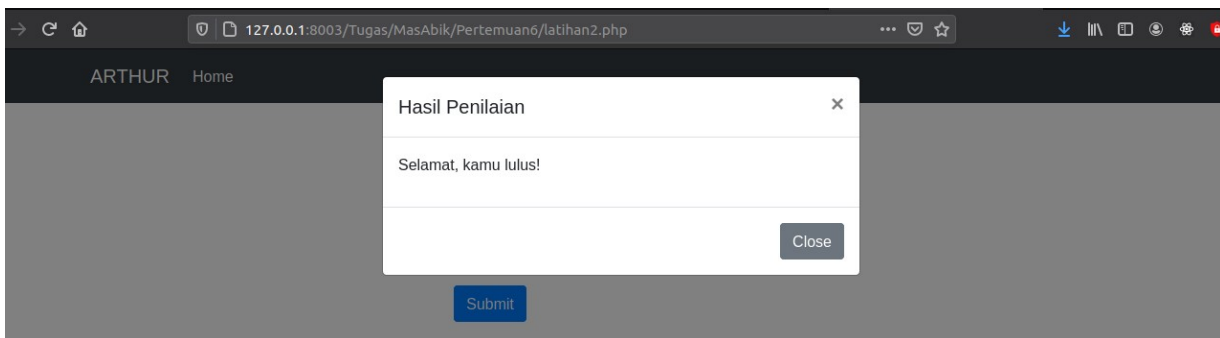 127.0.0.1:8003/Tugas/MasAbik/Pertemuan6/latihan2.php
ARTHUR Home
Hasil Penilaian
Selamat, kamu lulus!
Close
Submit